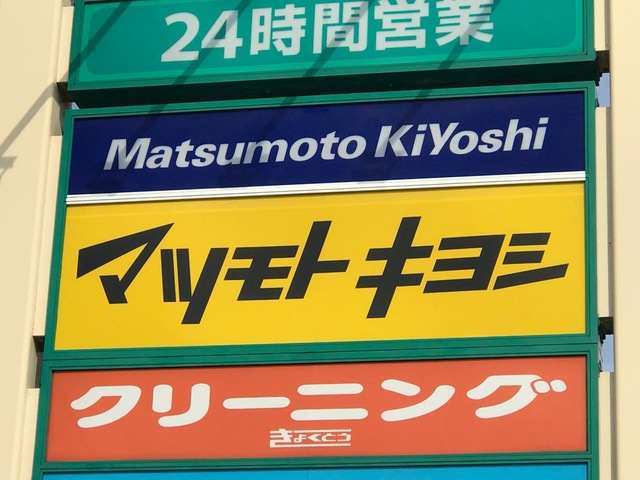 24時間営業
Matsumoto KiYoshi
マツモトキヨシ
クリーニング
きょくとう